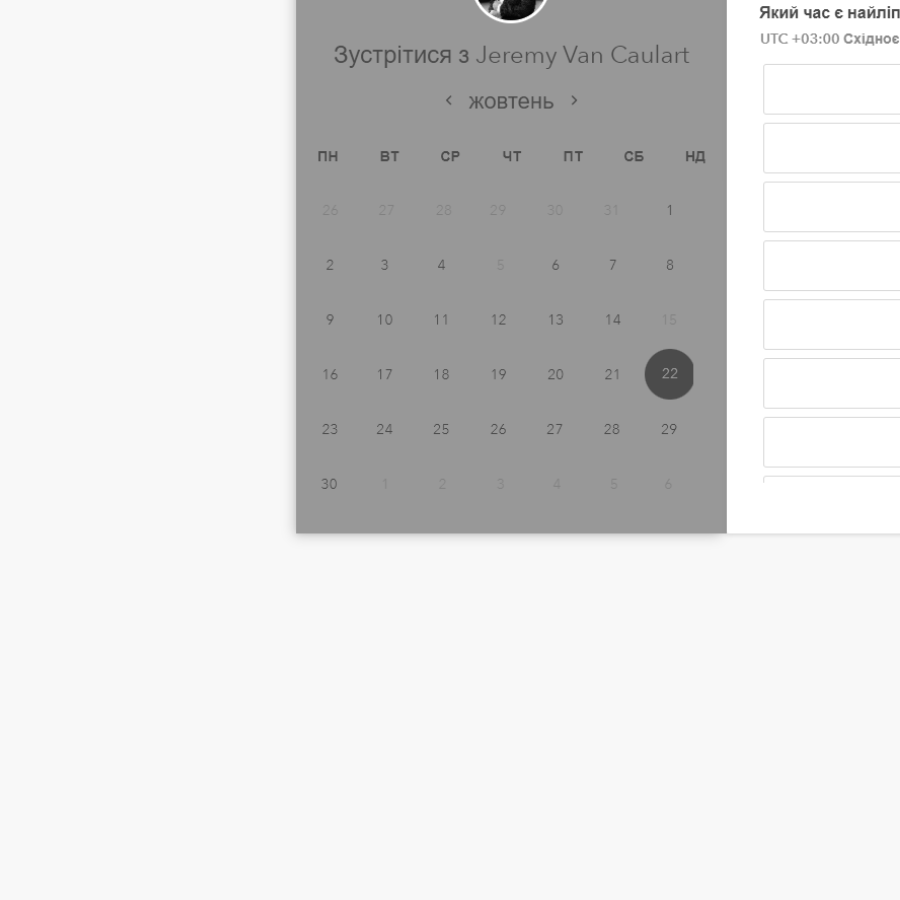 Зустрітися з Jeremy Van Caulart
жовтень
ПН ВТ СР ЧТ ПТ СБ НД
26 27 28 29 30 31 1
2 3 4 5 6 7 8
9 10 11 12 13 14 15
16 17 18 19 20 21 22
23 24 25 26 27 28 29
30 1 2 3 4 5 6
Який час є найліп
UTC +03:00 Східноє